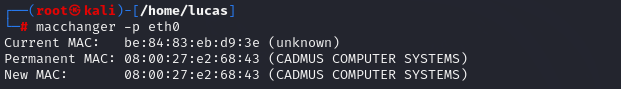 ┌──(root㉿kali)-[/home/lucas]
└─# macchanger -p eth0
Current MAC:   be:84:83:eb:d9:3e (unknown)
Permanent MAC: 08:00:27:e2:68:43 (CADMUS COMPUTER SYSTEMS)
New MAC:       08:00:27:e2:68:43 (CADMUS COMPUTER SYSTEMS)